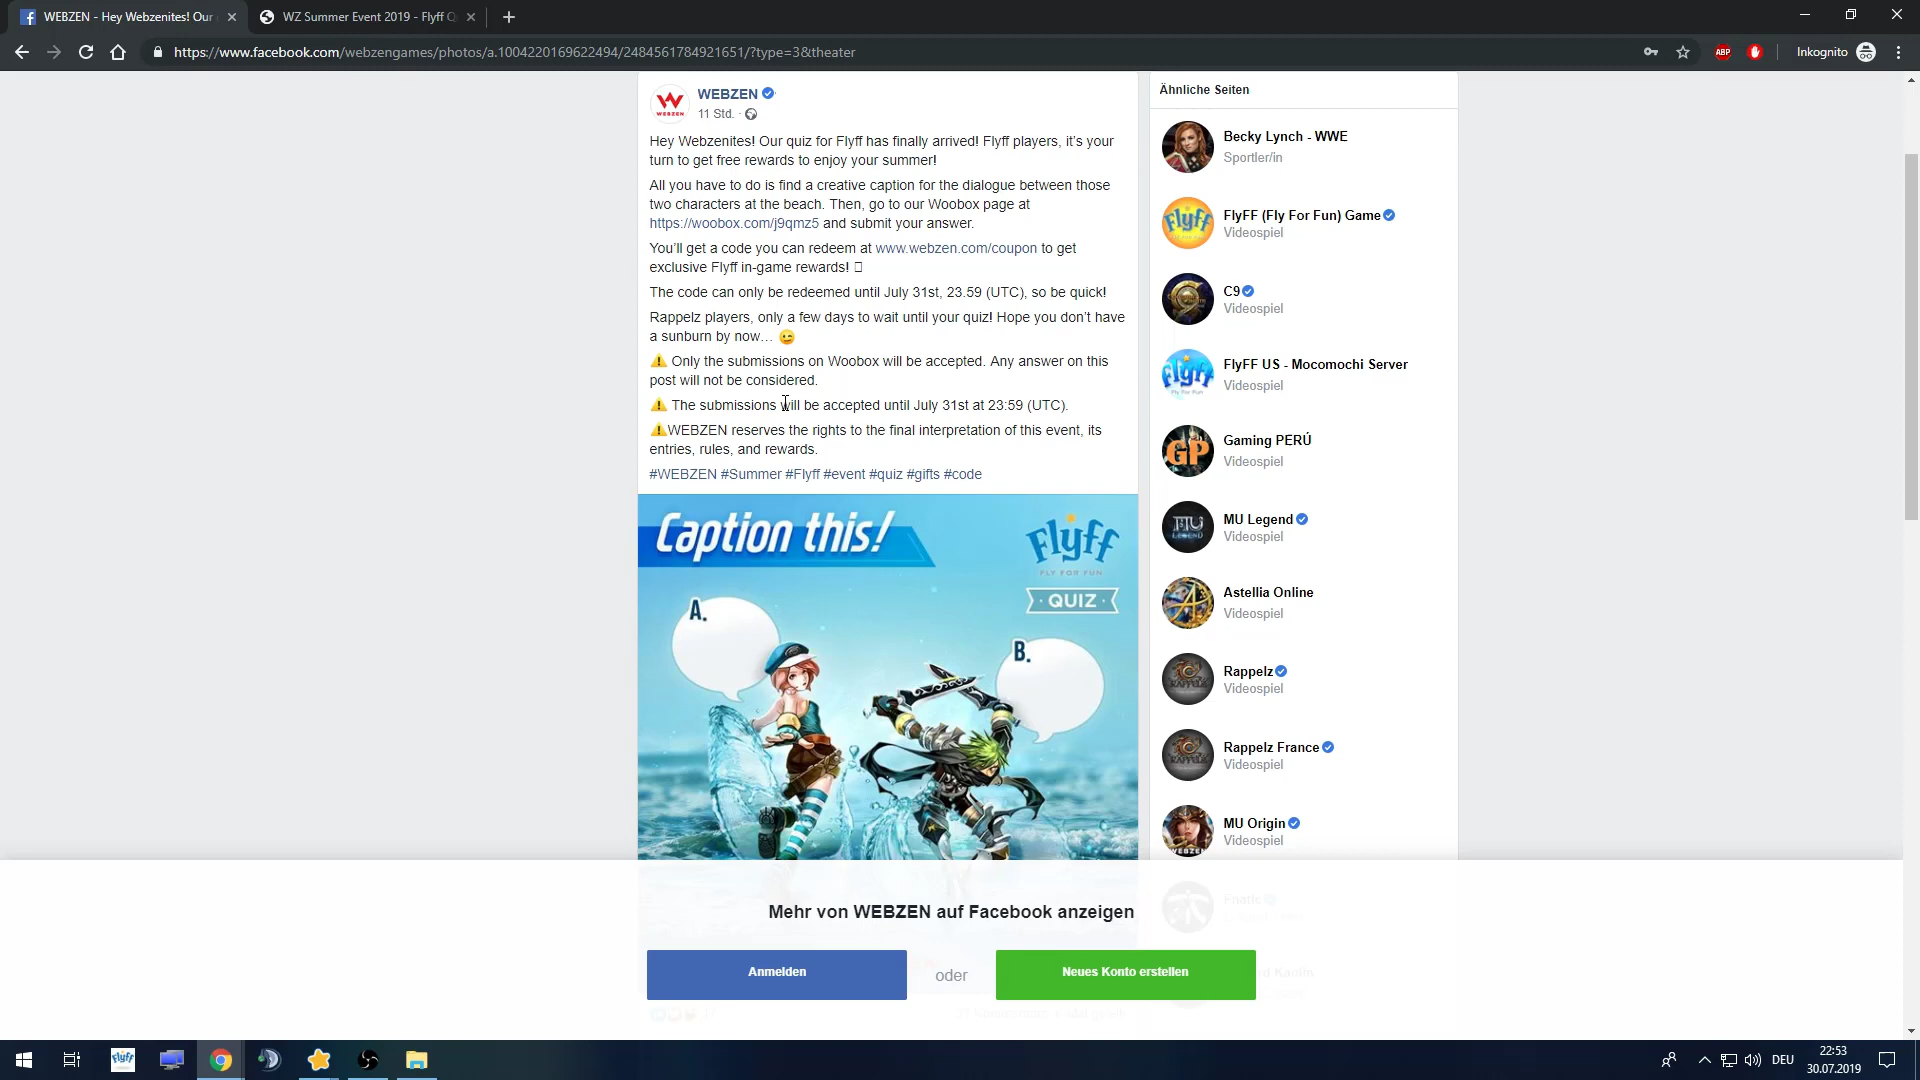 WEBZEN - Hey Webzenites! Our
WZ Summer Event 2019 - Flyff Q
https://www.facebook.com/webzengames/photos/a.1004220169622494/2484561784921651/?type=3&theater
ABP
Inkognito
WEBZEN
WEBZEN
11 Std. ·
Hey Webzenites! Our quiz for Flyff has finally arrived! Flyff players, it’s your
turn to get free rewards to enjoy your summer!
All you have to do is find a creative caption for the dialogue between those
two characters at the beach. Then, go to our Woobox page at
https://woobox.com/j9qmz5 and submit your answer.
You’ll get a code you can redeem at www.webzen.com/coupon to get
exclusive Flyff in-game rewards!
The code can only be redeemed until July 31st, 23.59 (UTC), so be quick!
Rappelz players, only a few days to wait until your quiz! Hope you don’t have
a sunburn by now… 😉
⚠ Only the submissions on Woobox will be accepted. Any answer on this
post will not be considered.
⚠ The submissions will be accepted until July 31st at 23:59 (UTC).
⚠WEBZEN reserves the rights to the final interpretation of this event, its
entries, rules, and rewards.
#WEBZEN #Summer #Flyff #event #quiz #gifts #code
Caption this!
Flyff
FLY FOR FUN
· QUIZ ·
A.
B.
Ähnliche Seiten
Becky Lynch - WWE
Sportler/in
Flyff
FlyFF (Fly For Fun) Game
Videospiel
C9
Videospiel
Flyff
FlyFF US - Mocomochi Server
Videospiel
GP
Gaming PERÚ
Videospiel
MU
LEGEND
MU Legend
Videospiel
Astellia Online
Videospiel
RAPPELZ
Rappelz
Videospiel
RAPPELZ
Rappelz France
Videospiel
WEBZEN
MU Origin
Videospiel
Fnatic
Mehr von WEBZEN auf Facebook anzeigen
Anmelden
oder
Neues Konto erstellen
Flyff
DEU
22:53
30.07.2019